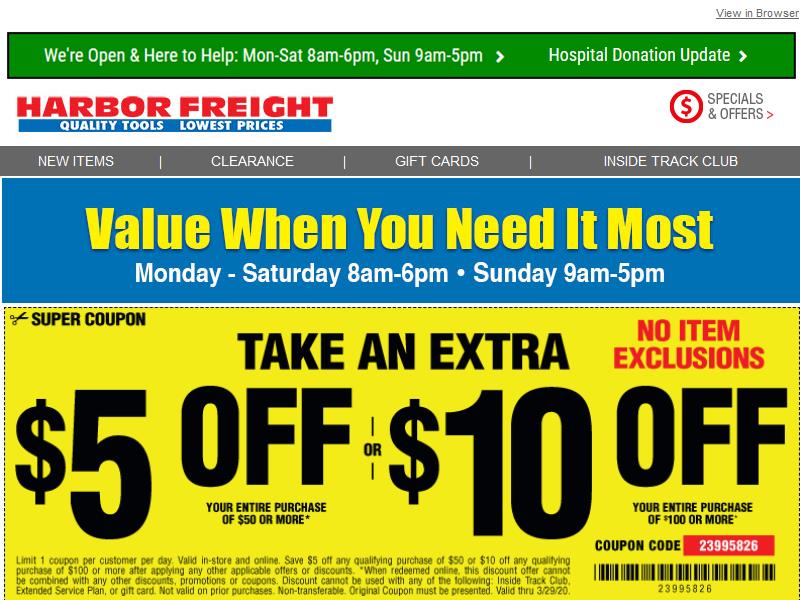 View in Browser
We're Open & Here to Help: Mon-Sat 8am-6pm, Sun 9am-5pm > Hospital Donation Update >
HARBOR FREIGHT
QUALITY TOOLS LOWEST PRICES
$ SPECIALS
& OFFERS >
NEW ITEMS | CLEARANCE | GIFT CARDS | INSIDE TRACK CLUB
Value When You Need It Most
Monday - Saturday 8am-6pm • Sunday 9am-5pm
SUPER COUPON
TAKE AN EXTRA
NO ITEM
EXCLUSIONS
$5 OFF OR $10 OFF
YOUR ENTIRE PURCHASE
OF $50 OR MORE*
YOUR ENTIRE PURCHASE
OF $100 OR MORE*
COUPON CODE 23995826
23995826
Limit 1 coupon per customer per day. Valid in-store and online. Save $5 off any qualifying purchase of $50 or $10 off any qualifying
purchase of $100 or more after applying any other applicable offers or discounts. *When redeemed online, this discount offer cannot
be combined with any other discounts, promotions or coupons. Discount cannot be used with any of the following: Inside Track Club,
Extended Service Plan, or gift card. Not valid on prior purchases. Non-transferable. Original Coupon must be presented. Valid thru 3/29/20.